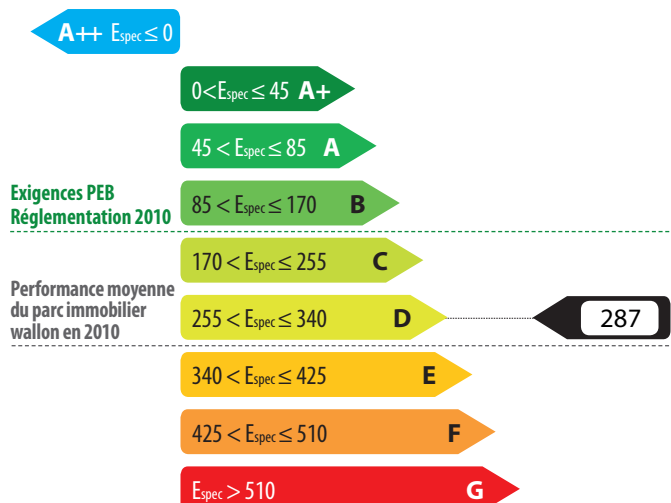 A++ Espec ≤ 0
0<Espec ≤ 45 A+
45 < Espec ≤ 85 A
Exigences PEB
Réglementation 2010
85 < Espec ≤ 170 B
170 < Espec ≤ 255 C
Performance moyenne
du parc immobilier
wallon en 2010
255 < Espec ≤ 340 D
287
340 < Espec ≤ 425 E
425 < Espec ≤ 510 F
Espec > 510 G